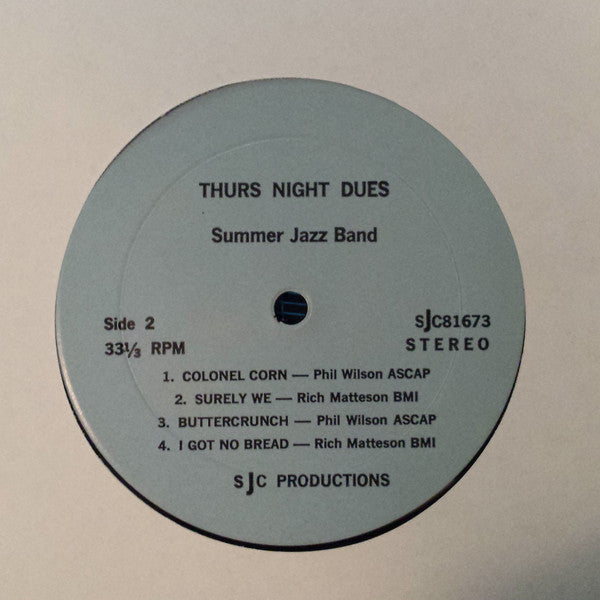 THURS NIGHT DUES
Summer Jazz Band
Side 2
SJC81673
33⅓ RPM
STEREO
1. COLONEL CORN — Phil Wilson ASCAP
2. SURELY WE — Rich Matteson BMI
3. BUTTERCRUNCH — Phil Wilson ASCAP
4. I GOT NO BREAD — Rich Matteson BMI
SJC PRODUCTIONS